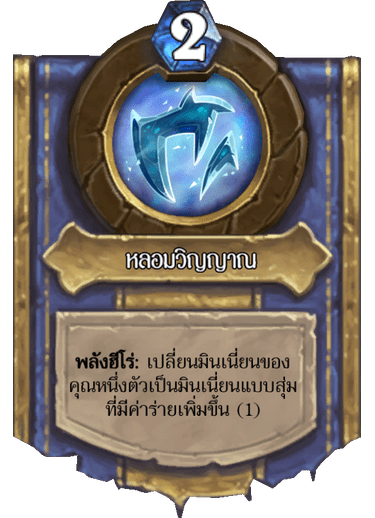 2
หลอมวิญญาณ
พลังฮีโร่: เปลี่ยนมินเนี่ยนของ
คุณหนึ่งตัวเป็นมินเนี่ยนแบบสุ่ม
ที่มีค่าร่ายเพิ่มขึ้น (1)